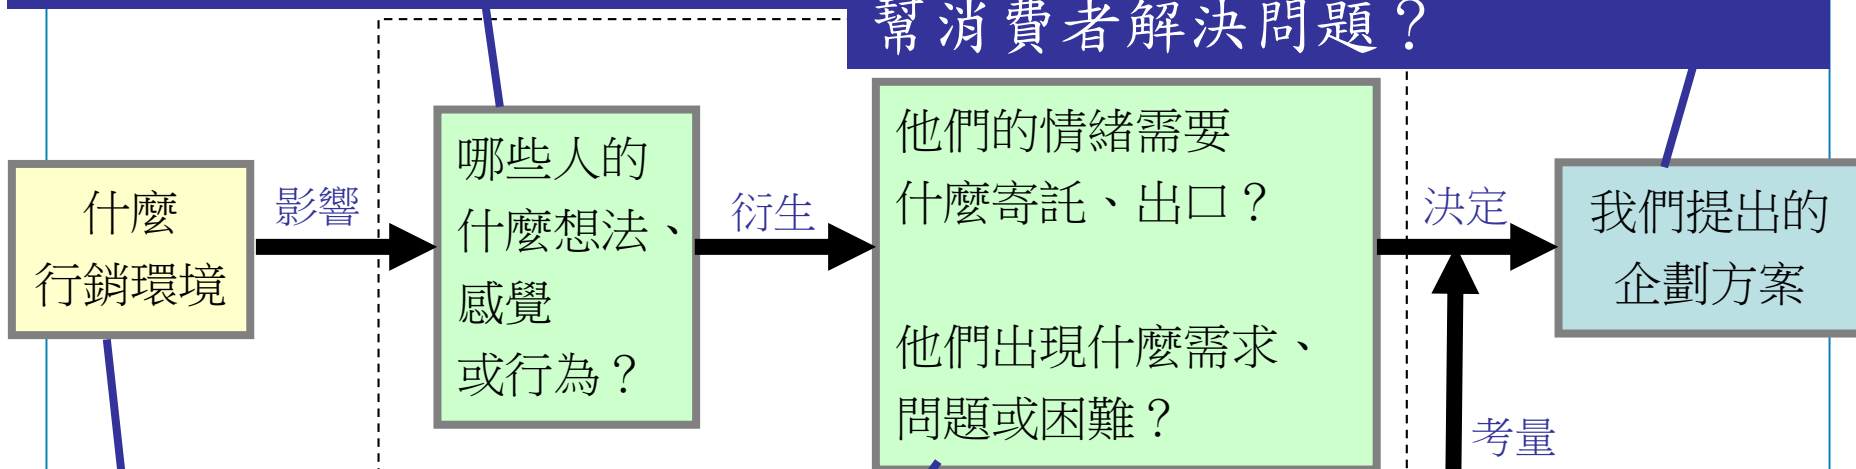 幫消費者解決問題？
什麼
行銷環境
影響
哪些人的
什麼想法、
感覺
或行為？
衍生
他們的情緒需要
什麼寄託、出口？
他們出現什麼需求、
問題或困難？
決定
考量
我們提出的
企劃方案